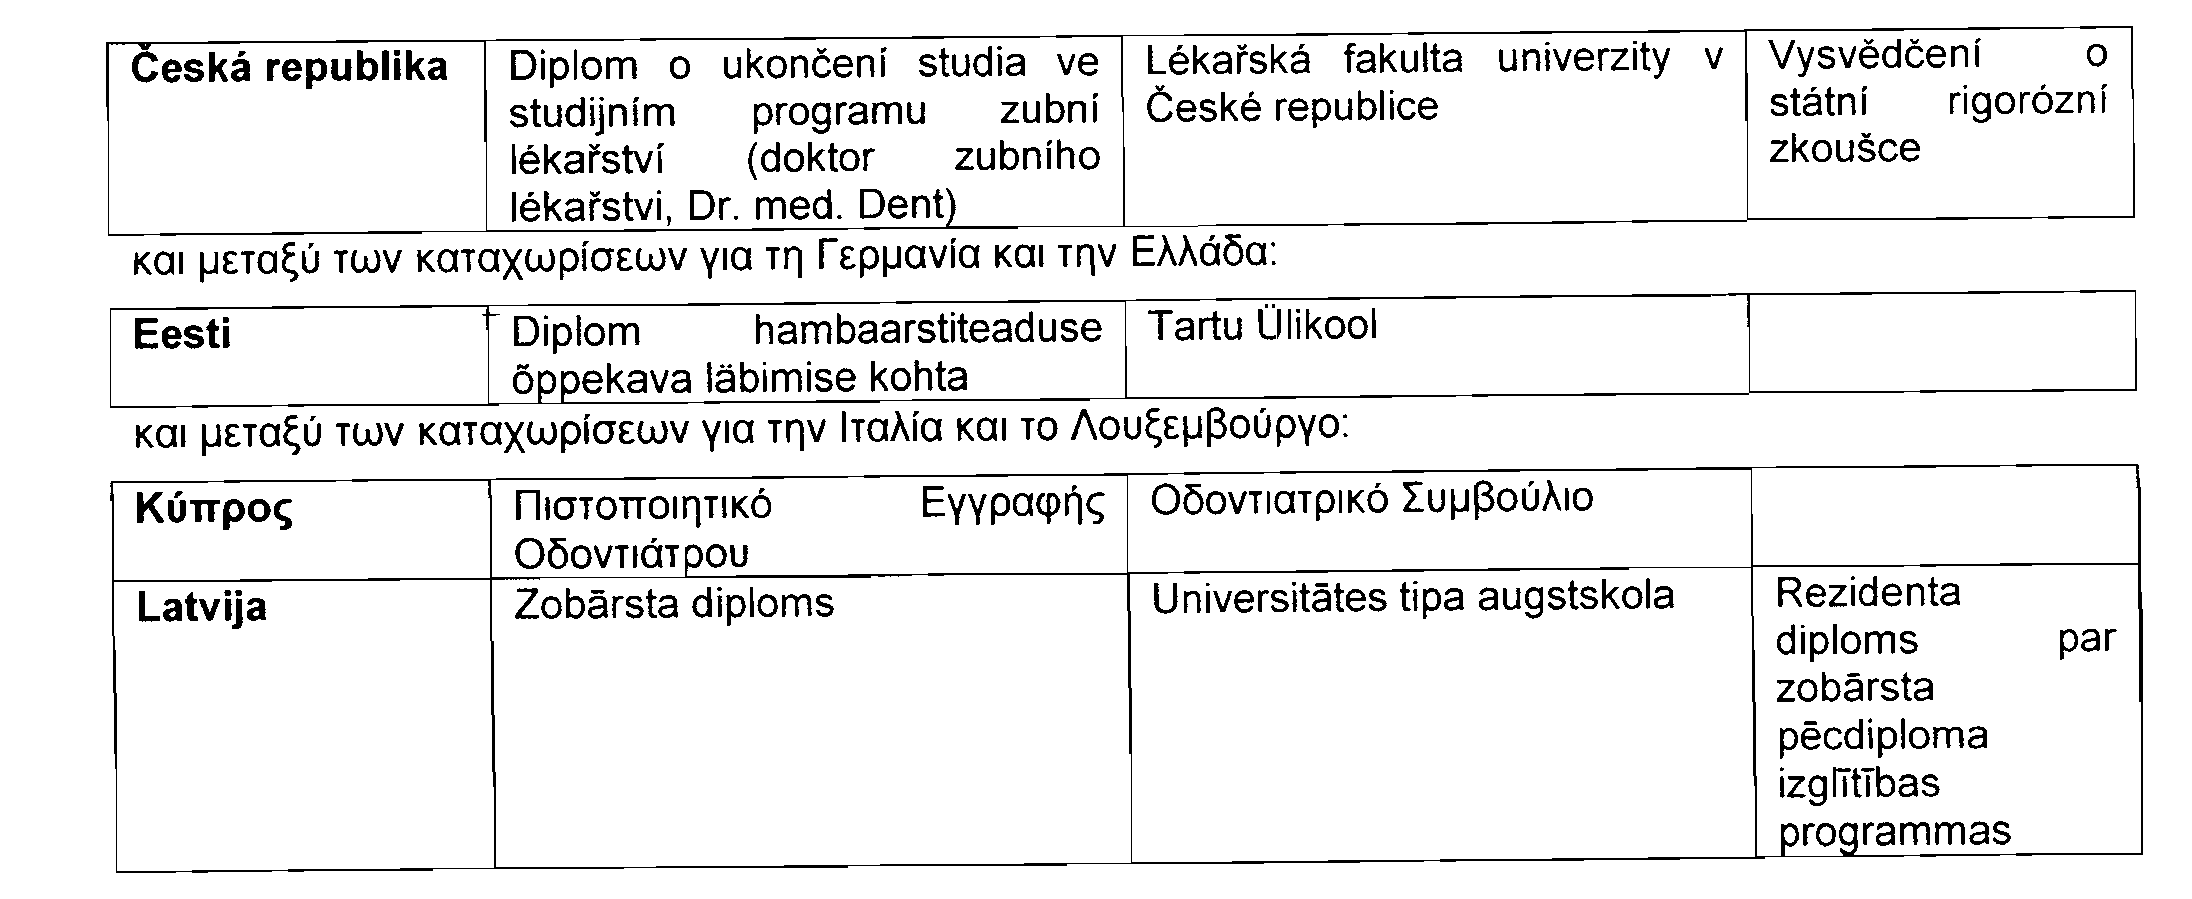 Česká republika
Diplom o ukončení studia ve
studijním programu zubní
lékařství (doktor zubního
lékařstvi, Dr. med. Dent)
Lékařská fakulta univerzity v
České republice
Vysvědčení o
státní rigorózní
zkoušce
και μεταξύ των καταχωρίσεων για τη Γερμανία και την Ελλάδα:
Eesti
Diplom hambaarstiteaduse
õppekava läbimise kohta
Tartu Ülikool
και μεταξύ των καταχωρίσεων για την Ιταλία και το Λουξεμβούργο:
Κύπρος
Πιστοποιητικό Εγγραφής
Οδοντιάτρου
Οδοντιατρικό Συμβούλιο
Latvija
Zobārsta diploms
Universitātes tipa augstskola
Rezidenta
diploms par
zobārsta
pēcdiploma
izglītības
programmas